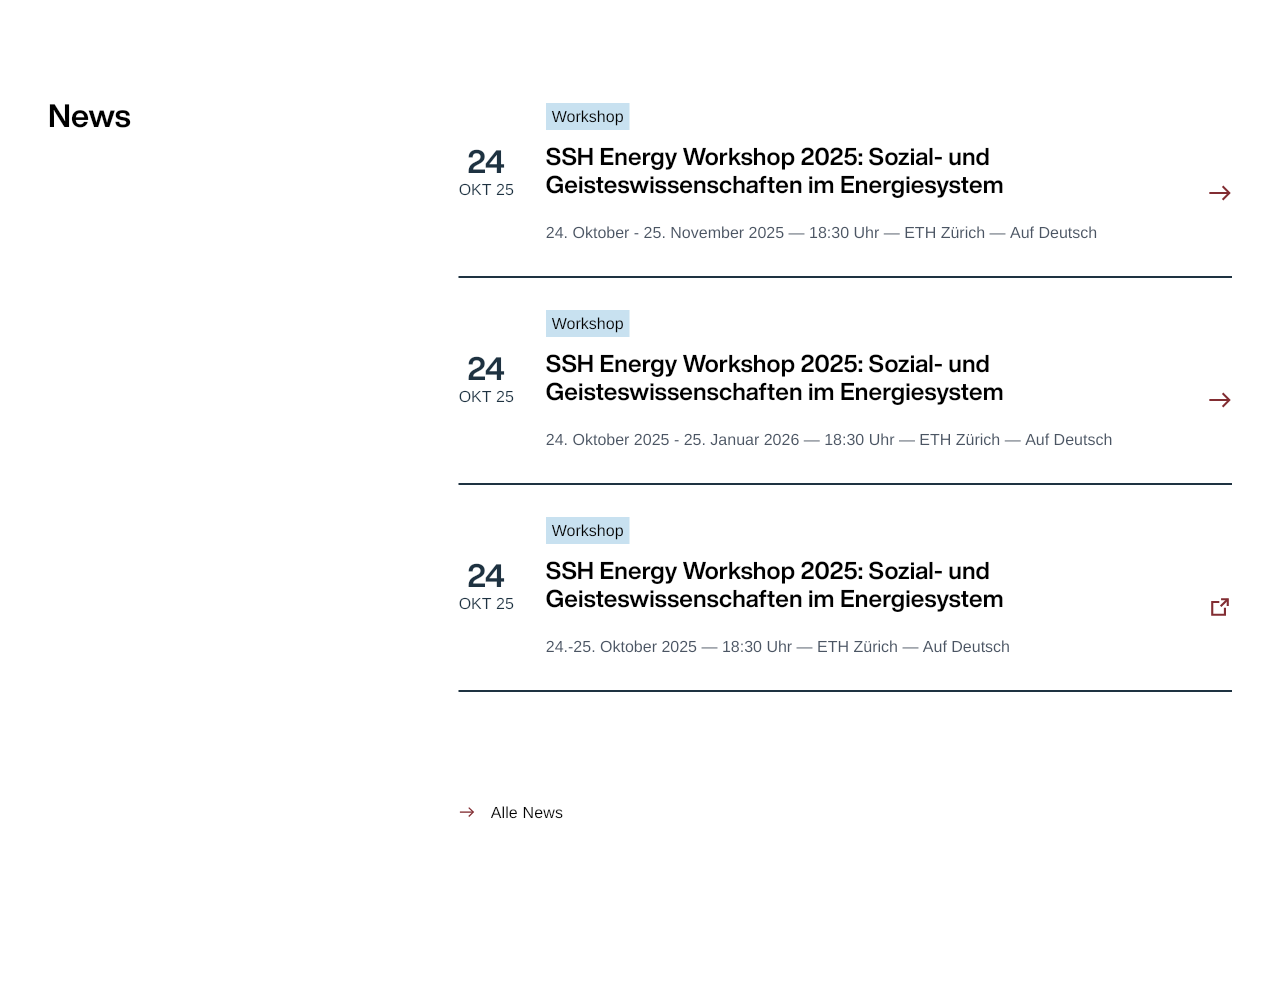 News
Workshop
24
OKT 25
SSH Energy Workshop 2025: Sozial- und
Geisteswissenschaften im Energiesystem
24. Oktober - 25. November 2025 — 18:30 Uhr — ETH Zürich — Auf Deutsch
Workshop
24
OKT 25
SSH Energy Workshop 2025: Sozial- und
Geisteswissenschaften im Energiesystem
24. Oktober 2025 - 25. Januar 2026 — 18:30 Uhr — ETH Zürich — Auf Deutsch
Workshop
24
OKT 25
SSH Energy Workshop 2025: Sozial- und
Geisteswissenschaften im Energiesystem
24.-25. Oktober 2025 — 18:30 Uhr — ETH Zürich — Auf Deutsch
Alle News